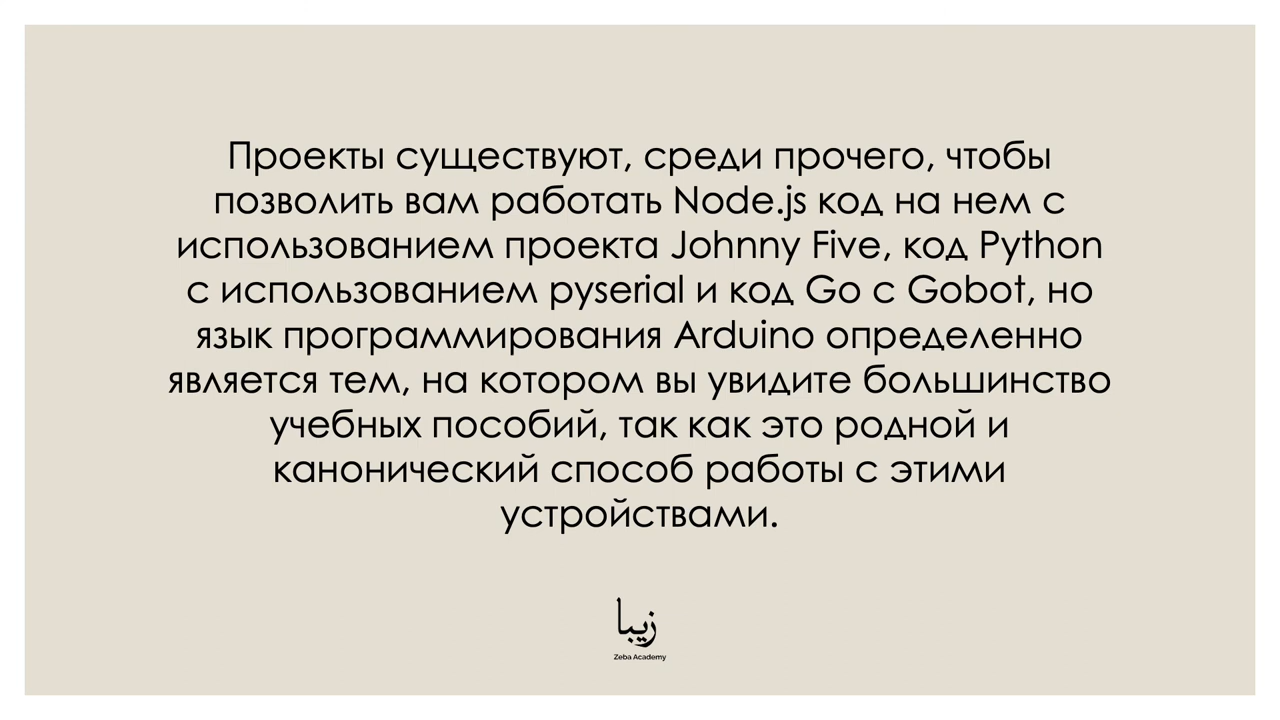 Проекты существуют, среди прочего, чтобы
позволить вам работать Node.js код на нем с
использованием проекта Johnny Five, код Python
с использованием pyserial и код Go с Gobot, но
язык программирования Arduino определенно
является тем, на котором вы увидите большинство
учебных пособий, так как это родной и
канонический способ работы с этими
устройствами.
زیبا
Zeba Academy